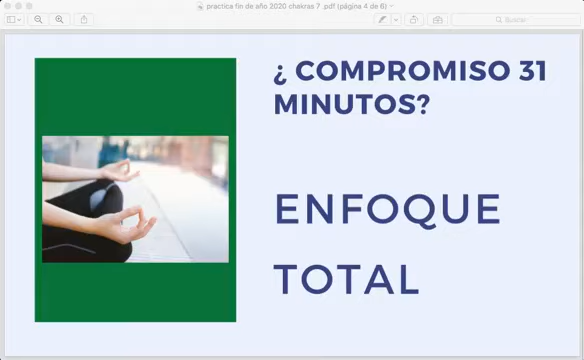 practica fin de año 2020 chakras 7 .pdf (página 4 de 6)
Buscar
¿ COMPROMISO 31
MINUTOS?
ENFOQUE
TOTAL